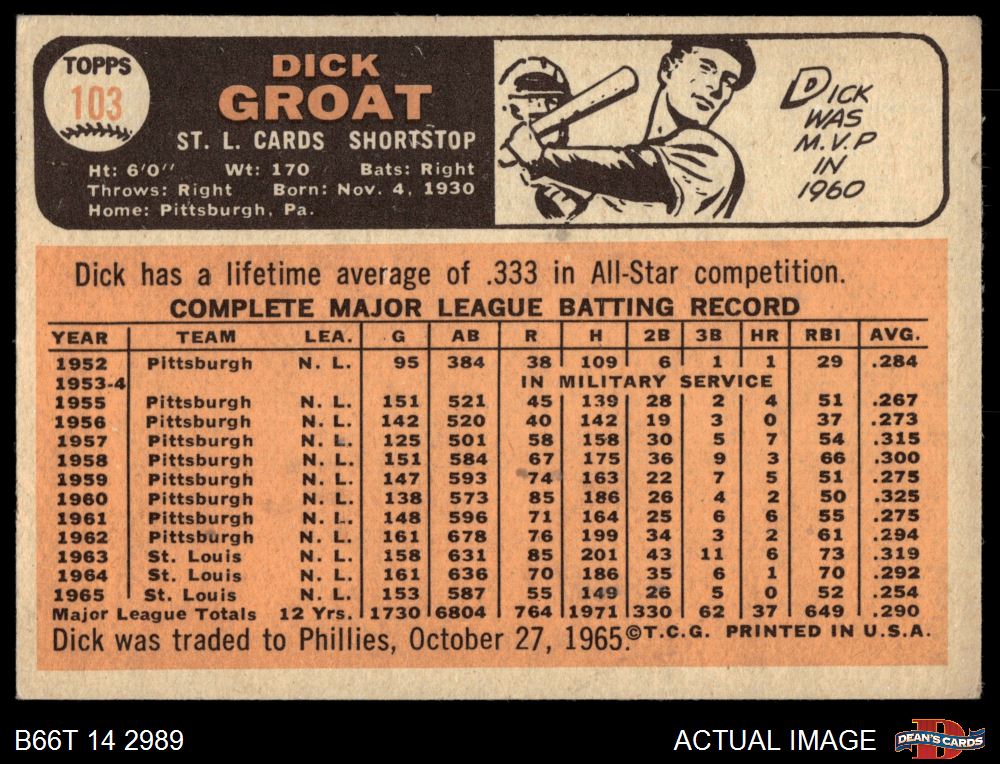 TOPPS
103
DICK
GROAT
ST. L. CARDS SHORTSTOP
Ht: 6'0" Wt: 170 Bats: Right
Throws: Right Born: Nov. 4, 1930
Home: Pittsburgh, Pa.
DICK
WAS
M.V.P
IN
1960
Dick has a lifetime average of .333 in All-Star competition.
COMPLETE MAJOR LEAGUE BATTING RECORD
YEAR TEAM LEA. G AB R H 2B 3B HR RBI AVG.
1952 Pittsburgh N. L. 95 384 38 109 6 1 1 29 .284
1953-4 IN MILITARY SERVICE
1955 Pittsburgh N. L. 151 521 45 139 28 2 4 51 .267
1956 Pittsburgh N. L. 142 520 40 142 19 3 0 37 .273
1957 Pittsburgh N. L. 125 501 58 158 30 5 7 54 .315
1958 Pittsburgh N. L. 151 584 67 175 36 9 3 66 .300
1959 Pittsburgh N. L. 147 593 74 163 22 7 5 51 .275
1960 Pittsburgh N. L. 138 573 85 186 26 4 2 50 .325
1961 Pittsburgh N. L. 148 596 71 164 25 6 6 55 .275
1962 Pittsburgh N. L. 161 678 76 199 34 3 2 61 .294
1963 St. Louis N. L. 158 631 85 201 43 11 6 73 .319
1964 St. Louis N. L. 161 636 70 186 35 6 1 70 .292
1965 St. Louis N. L. 153 587 55 149 26 5 0 52 .254
Major League Totals 12 Yrs. 1730 6804 764 1971 330 62 37 649 .290
Dick was traded to Phillies, October 27, 1965. ©T.C.G. PRINTED IN U.S.A.
B66T 14 2989
ACTUAL IMAGE
DEAN'S CARDS